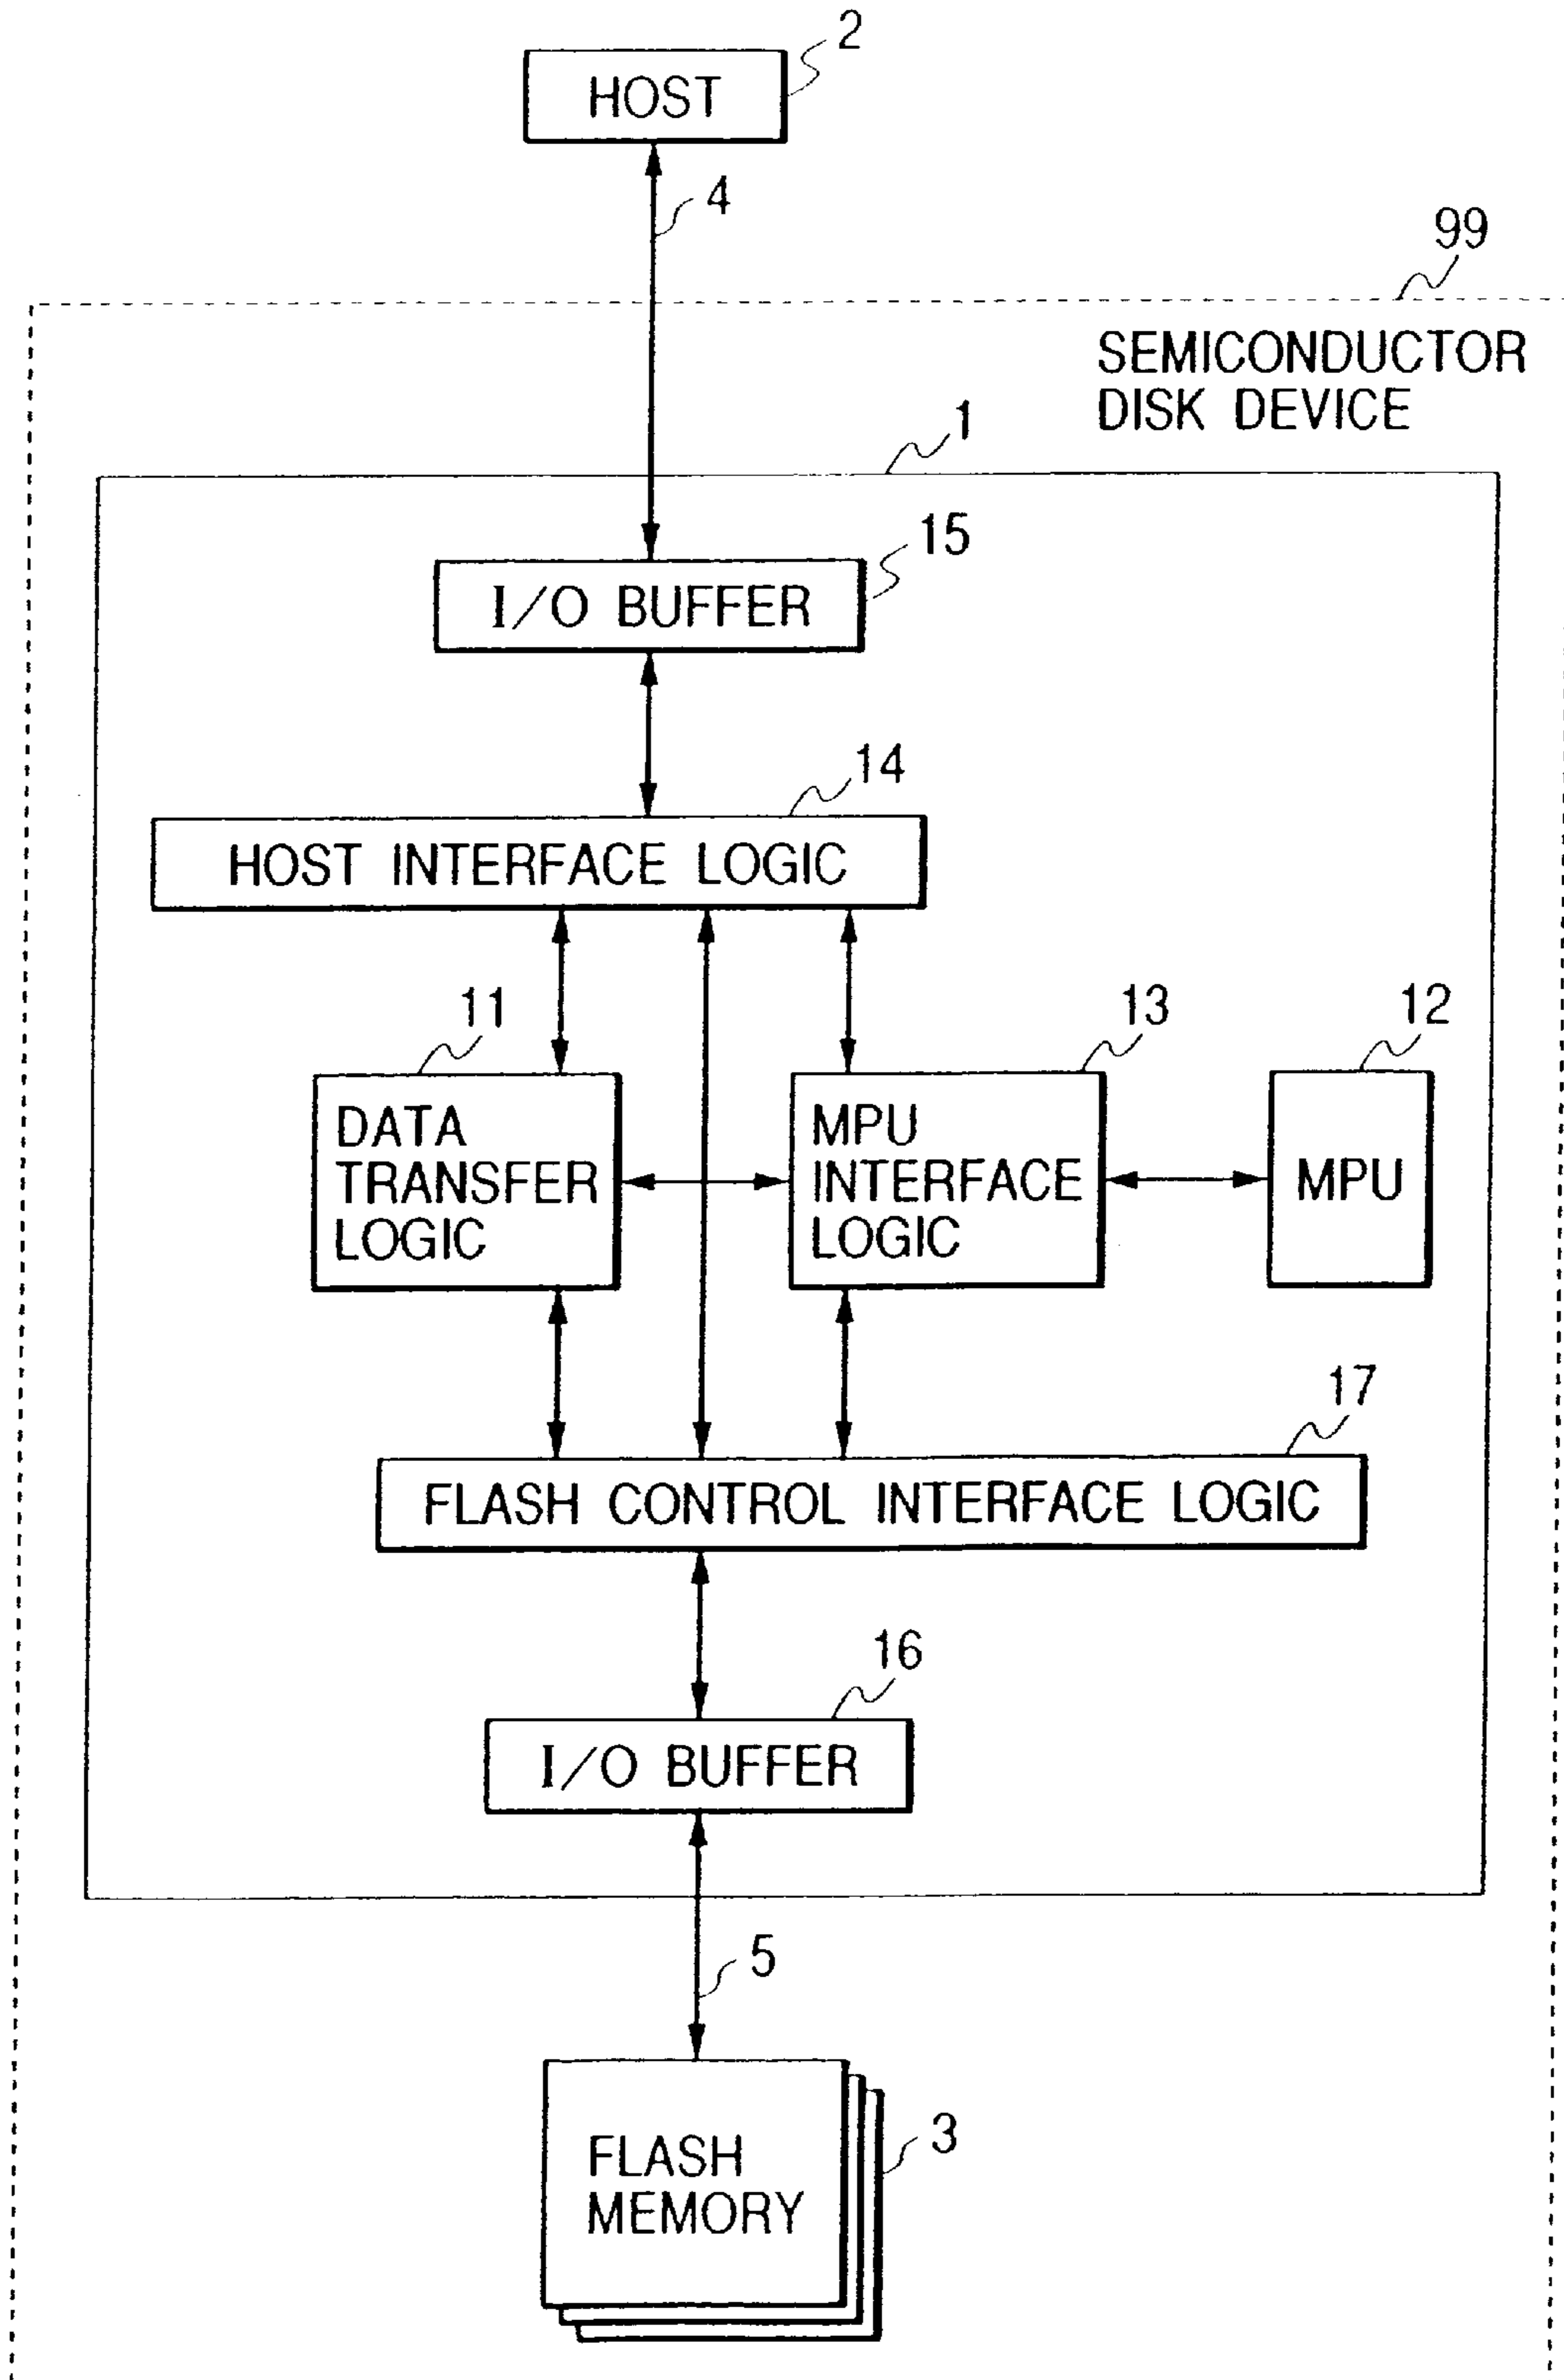 2
HOST
4
99
SEMICONDUCTOR
DISK DEVICE
1
15
I/O BUFFER
14
HOST INTERFACE LOGIC
11
13
12
DATA
TRANSFER
LOGIC
MPU
INTERFACE
LOGIC
MPU
17
FLASH CONTROL INTERFACE LOGIC
16
I/O BUFFER
5
3
FLASH
MEMORY